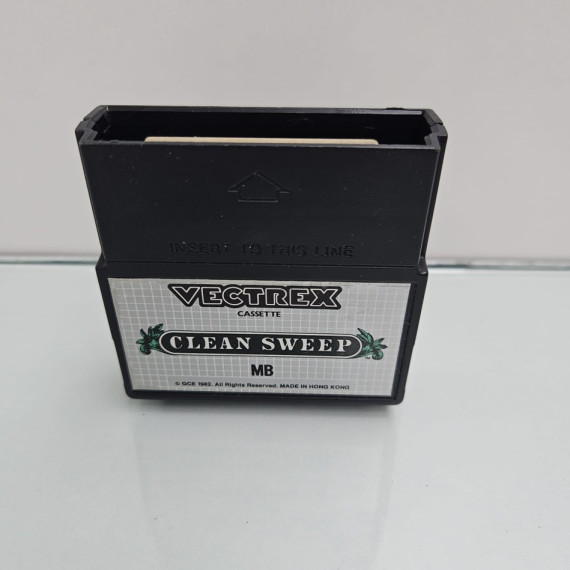 INSERT TO THIS LINE
VECTREX
CASSETTE
CLEAN SWEEP
MB
© GCE 1982. All Rights Reserved. MADE IN HONG KONG